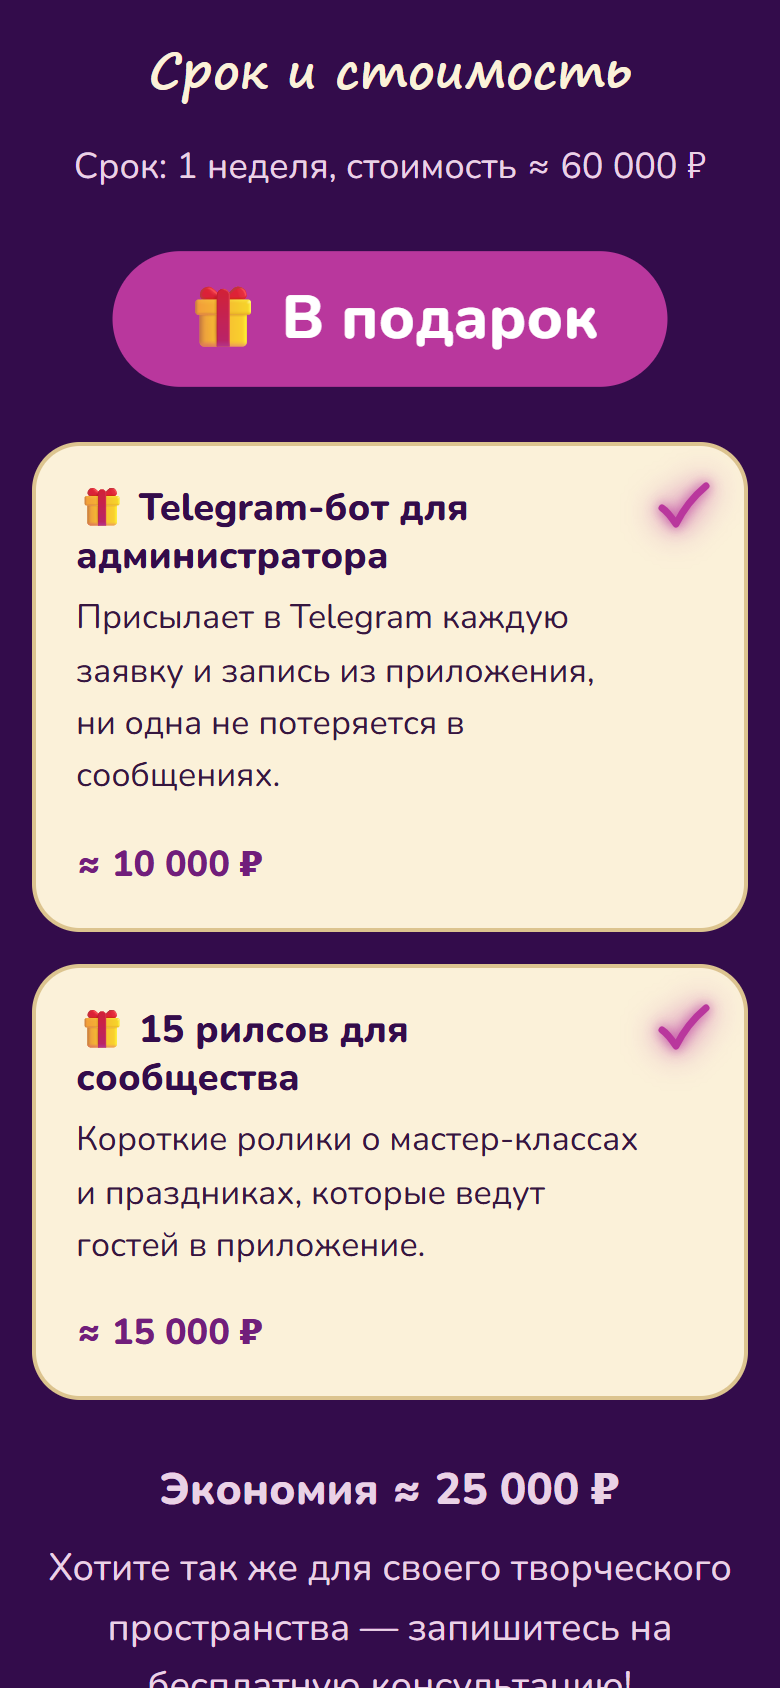 Срок и стоимость
Срок: 1 неделя, стоимость ≈ 60 000 ₽
🎁 В подарок
🎁 Telegram-бот для
администратора
Присылает в Telegram каждую
заявку и запись из приложения,
ни одна не потеряется в
сообщениях.
≈ 10 000 ₽
🎁 15 рилсов для
сообщества
Короткие ролики о мастер-классах
и праздниках, которые ведут
гостей в приложение.
≈ 15 000 ₽
Экономия ≈ 25 000 ₽
Хотите так же для своего творческого
пространства — запишитесь на
бесплатную консультацию!